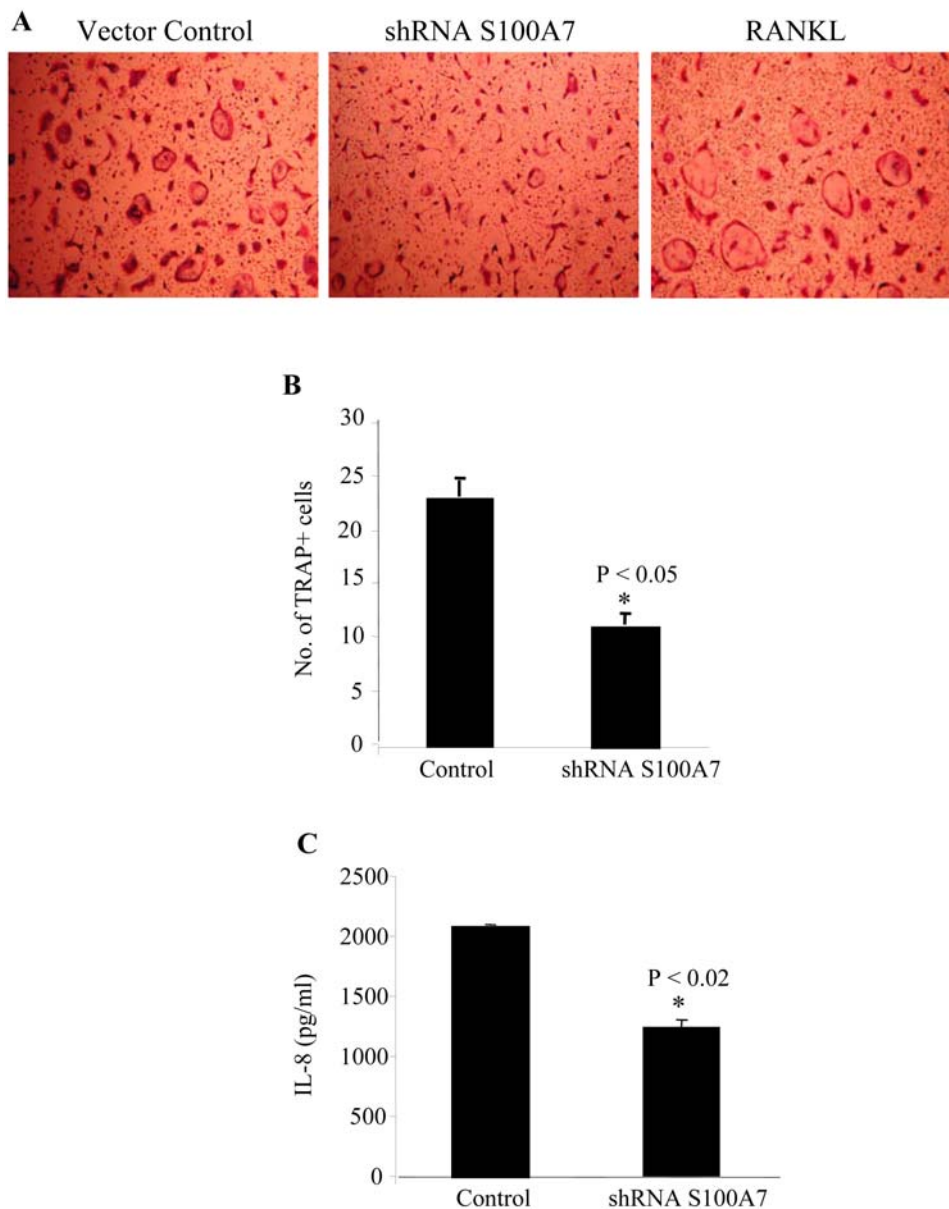 A
Vector Control
shRNA S100A7
RANKL
B
30
25
20
15
10
5
0
No. of TRAP+ cells
P < 0.05
*
Control
shRNA S100A7
C
2500
2000
1500
1000
500
0
IL-8 (pg/ml)
P < 0.02
*
Control
shRNA S100A7